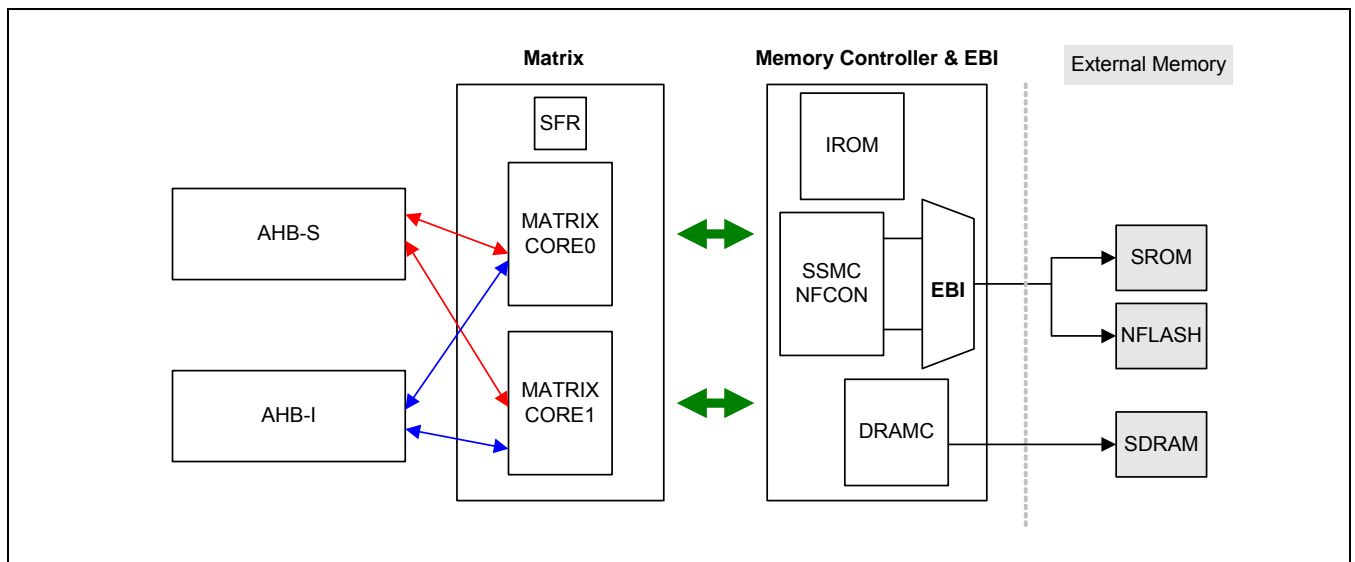 Matrix
Memory Controller & EBI
External Memory
SFR
IROM
AHB-S
MATRIX
CORE0
SSMC
NFCON
EBI
SROM
NFLASH
AHB-I
MATRIX
CORE1
DRAMC
SDRAM